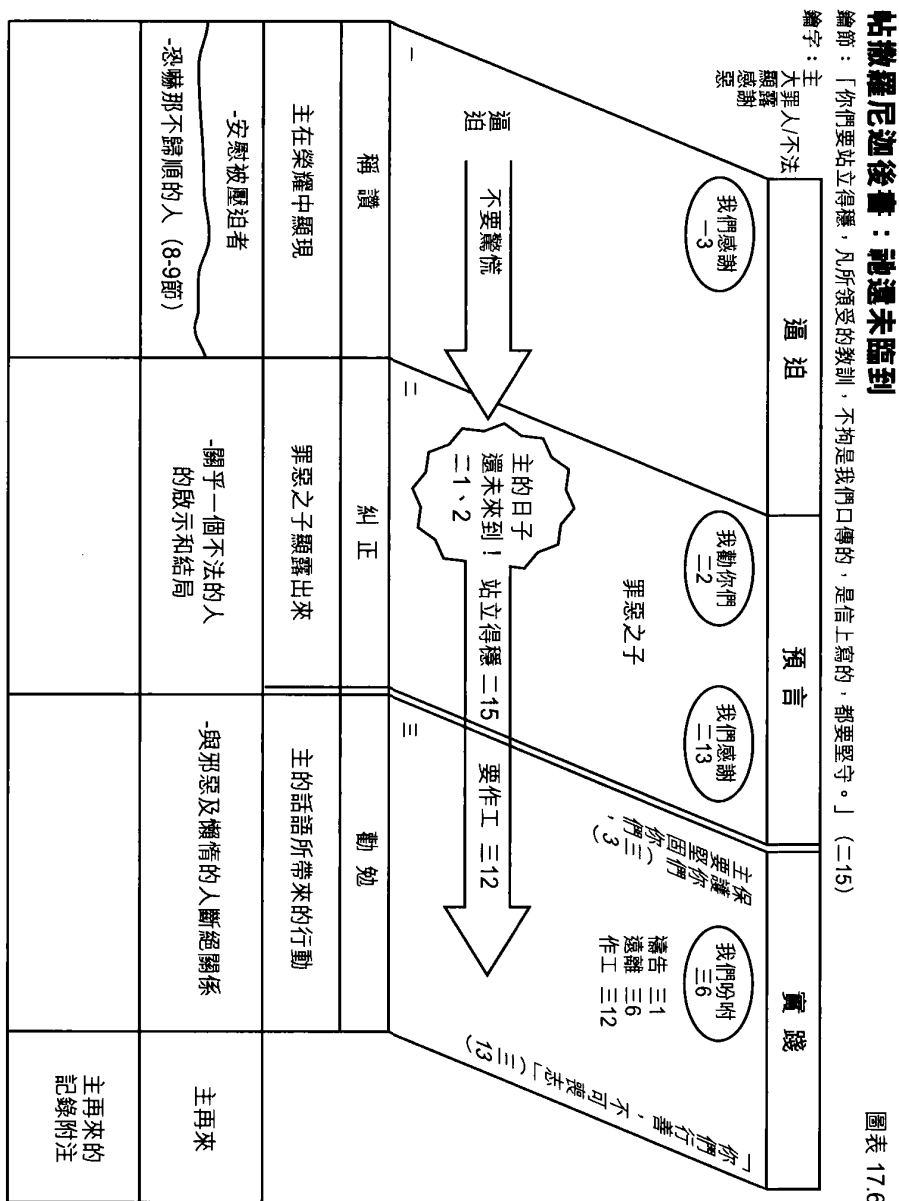 圖表 17.6
帖撒羅尼迦後書：祂還未臨到
鑰節：「你們要站立得穩，凡所領受的教訓，不拘是我們口傳的，是信上寫的，都要堅守。」（二15）
鑰字：主
大罪人/不法
顯露
感謝
惡
逼 迫
預 言
實 踐
我們感謝
一3
我勸你們
二2
我們感謝
二13
我們吩咐
三6
罪惡之子
主要堅固你們，
保護你們（三3）
禱告 三1
遠離 三6
作工 三12
「你們行善，不可喪志」（三13）
逼迫
不要驚慌
主的日子
還未來到！
二1、2
站立得穩 二15
要作工 三12
一
二
三
稱 讚
糾 正
勸 勉
主在榮耀中顯現
罪惡之子顯露出來
主的話語所帶來的行動
-安慰被壓迫者
-恐嚇那不歸順的人（8-9節）
-關乎一個不法的人
的啟示和結局
-與邪惡及懶惰的人斷絕關係
主再來
主再來的
記錄附注